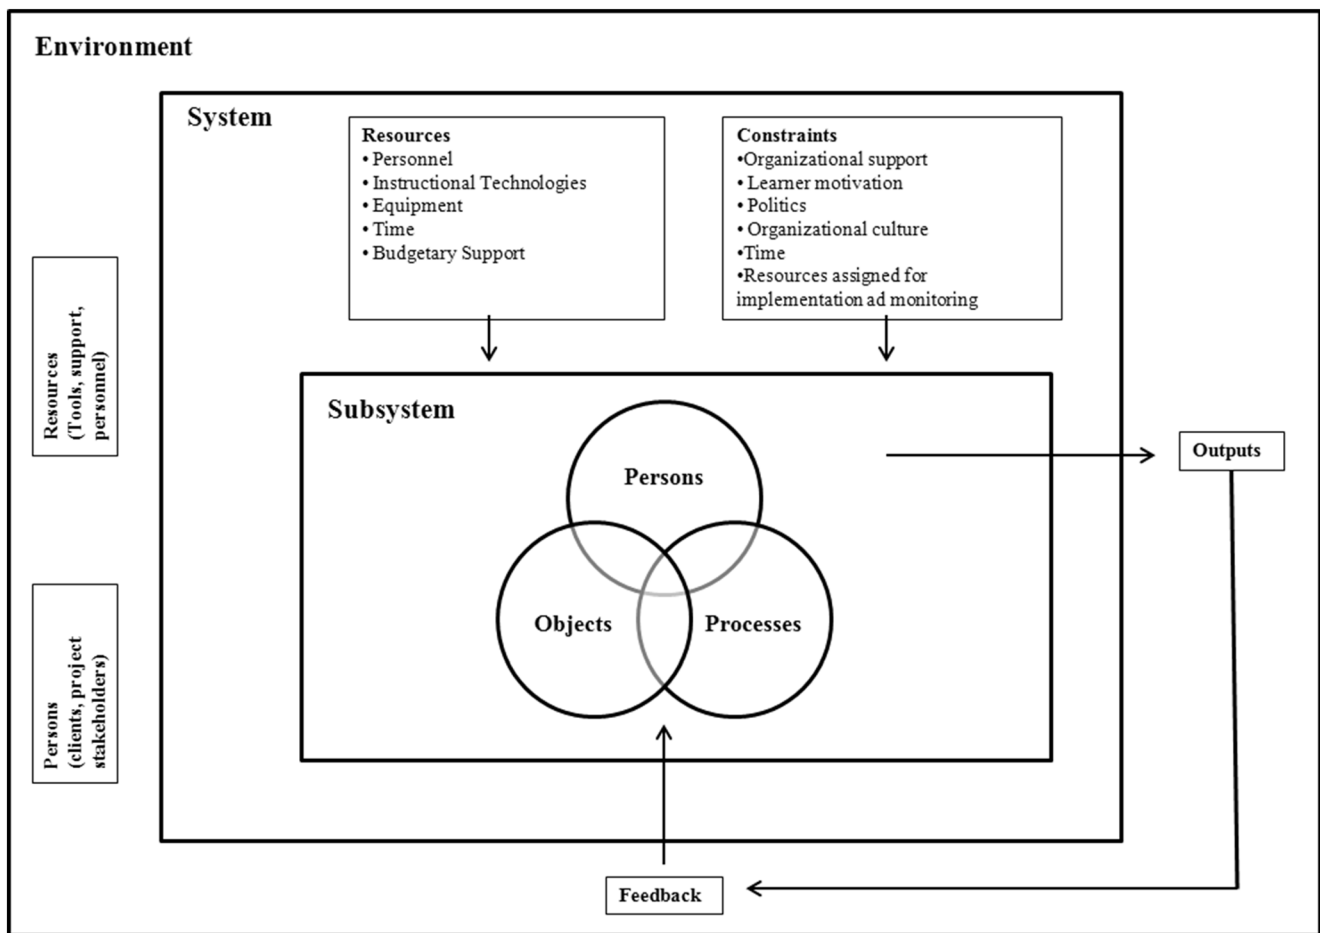 Environment
System
Resources
• Personnel
• Instructional Technologies
• Equipment
• Time
• Budgetary Support
Constraints
•Organizational support
• Learner motivation
• Politics
• Organizational culture
•Time
•Resources assigned for
implementation ad monitoring
Resources
(Tools, support,
personnel)
Persons
(clients, project
stakeholders)
Subsystem
Persons
Objects
Processes
Outputs
Feedback